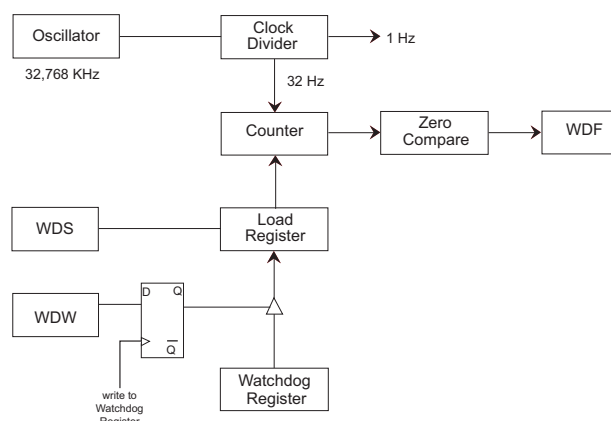 Oscillator
Clock
Divider
1 Hz
32,768 KHz
32 Hz
Counter
Zero
Compare
WDF
WDS
Load
Register
D
Q
WDW
Q
write to
Watchdog
Register
Watchdog
Register